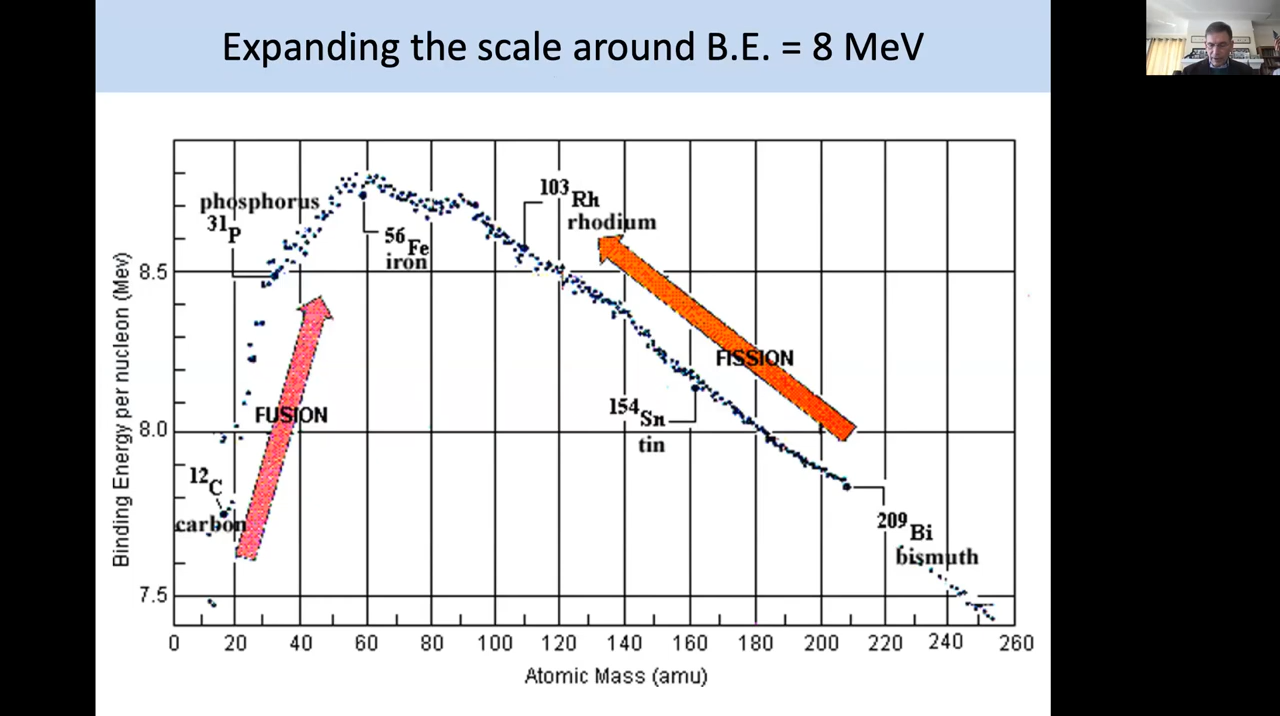 Expanding the scale around B.E. = 8 MeV
Binding Energy per nucleon (Mev)
8.5
8.0
7.5
phosphorus
31P
56Fe
iron
103Rh
rhodium
FISSION
FUSION
154Sn
tin
12C
carbon
209Bi
bismuth
0 20 40 60 80 100 120 140 160 180 200 220 240 260
Atomic Mass (amu)